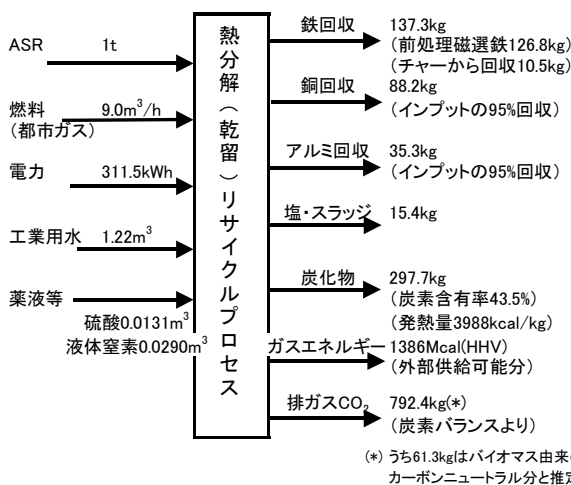 ASR 1t
燃料 9.0m³/h
(都市ガス)
電力 311.5kWh
工業用水 1.22m³
薬液等
硫酸0.0131m³
液体窒素0.0290m³
熱分解(乾留)リサイクルプロセス
鉄回収 137.3kg
(前処理磁選鉄126.8kg)
(チャーから回収10.5kg)
銅回収 88.2kg
(インプットの95%回収)
アルミ回収 35.3kg
(インプットの95%回収)
塩・スラッジ 15.4kg
炭化物 297.7kg
(炭素含有率43.5%)
(発熱量3988kcal/kg)
ガスエネルギー 1386Mcal(HHV)
(外部供給可能分)
排ガスCO₂ 792.4kg(*)
(炭素バランスより)
(*) うち61.3kgはバイオマス由来
カーボンニュートラル分と推定